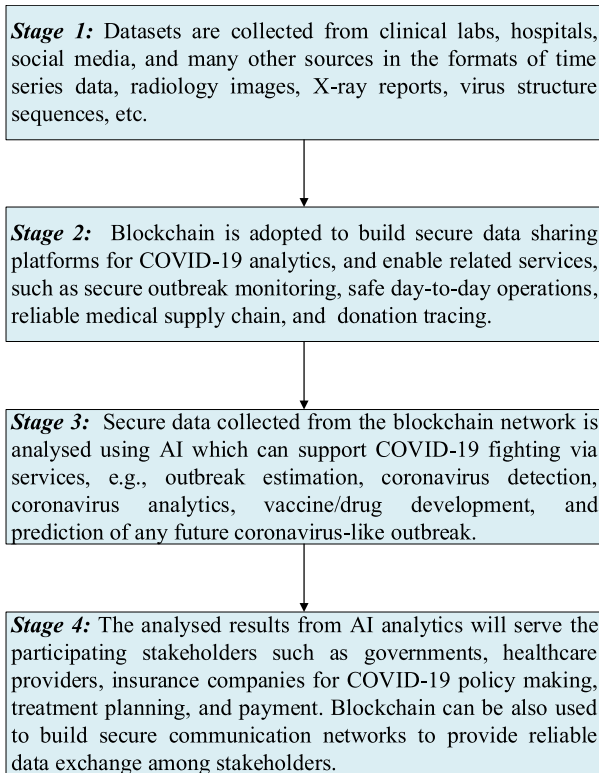 Stage 1: Datasets are collected from clinical labs, hospitals,
social media, and many other sources in the formats of time
series data, radiology images, X-ray reports, virus structure
sequences, etc.
Stage 2: Blockchain is adopted to build secure data sharing
platforms for COVID-19 analytics, and enable related services,
such as secure outbreak monitoring, safe day-to-day operations,
reliable medical supply chain, and donation tracing.
Stage 3: Secure data collected from the blockchain network is
analysed using AI which can support COVID-19 fighting via
services, e.g., outbreak estimation, coronavirus detection,
coronavirus analytics, vaccine/drug development, and
prediction of any future coronavirus-like outbreak.
Stage 4: The analysed results from AI analytics will serve the
participating stakeholders such as governments, healthcare
providers, insurance companies for COVID-19 policy making,
treatment planning, and payment. Blockchain can be also used
to build secure communication networks to provide reliable
data exchange among stakeholders.